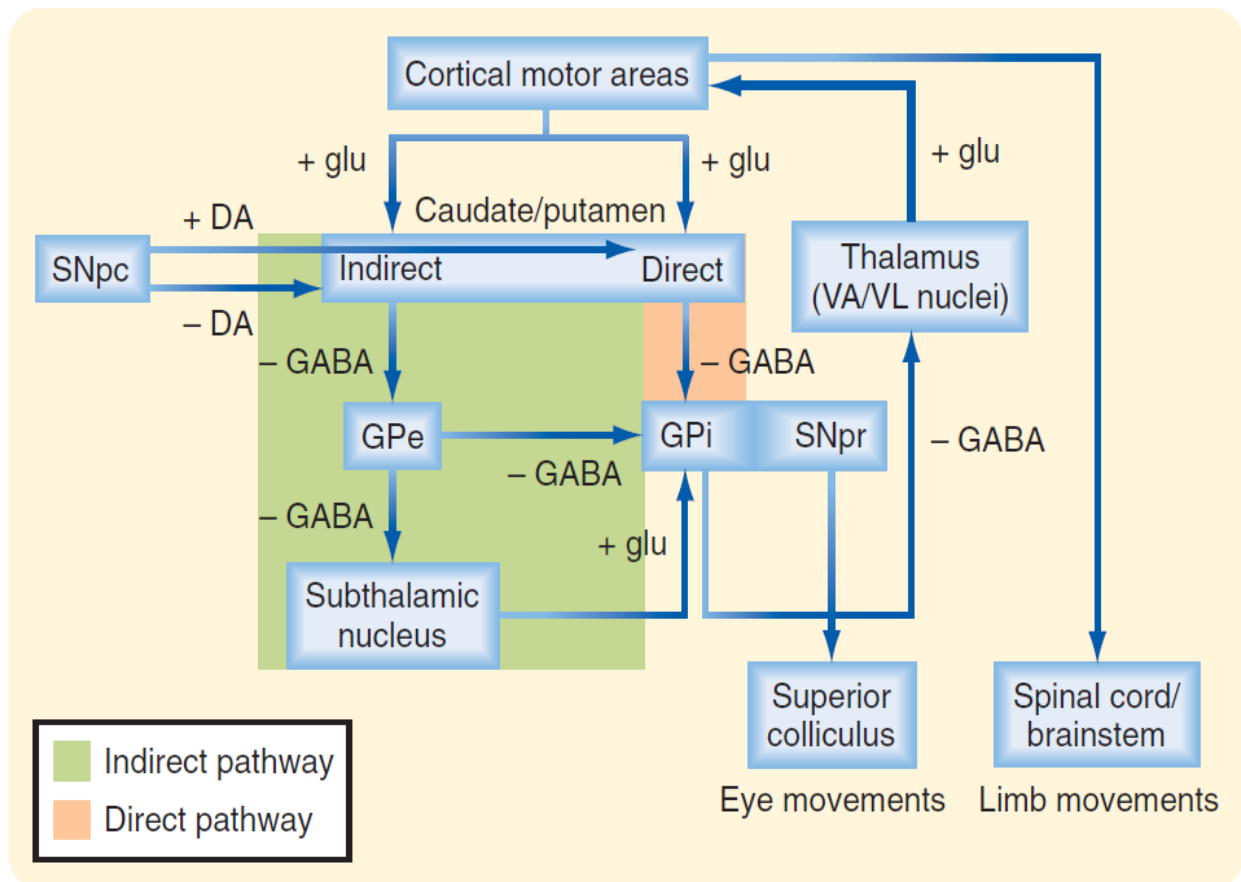 Cortical motor areas
+ glu
+ glu
+ glu
+ DA
Caudate/putamen
SNpc
Indirect
Direct
Thalamus
(VA/VL nuclei)
– DA
– GABA
– GABA
GPe
GPi
SNpr
– GABA
– GABA
– GABA
+ glu
Subthalamic
nucleus
Superior
colliculus
Spinal cord/
brainstem
Eye movements
Limb movements
Indirect pathway
Direct pathway